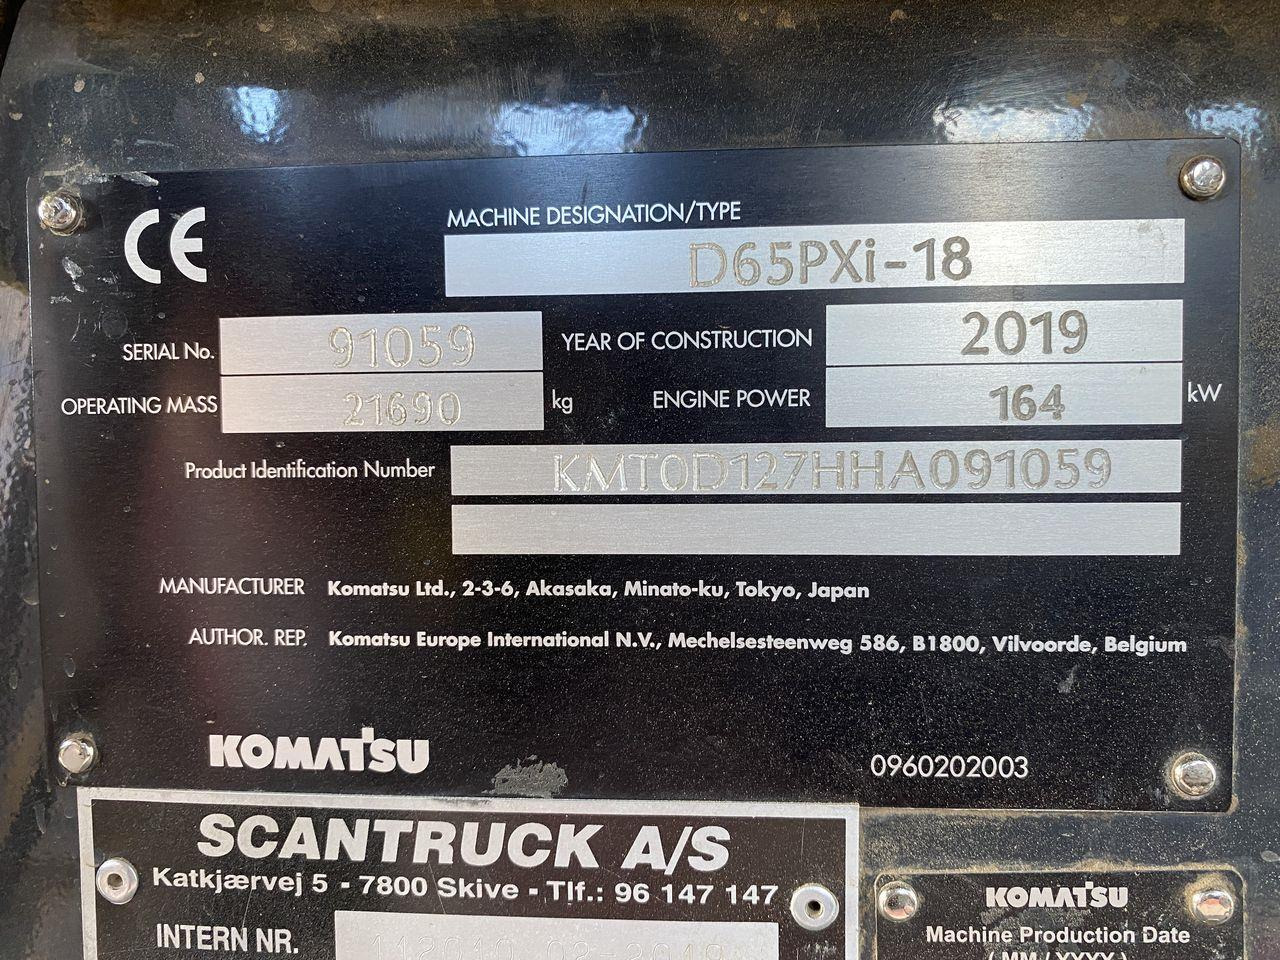 CE
MACHINE DESIGNATION/TYPE
D65PXi-18
SERIAL No. 91059 YEAR OF CONSTRUCTION 2019
OPERATING MASS 21690 kg ENGINE POWER 164 kW
Product Identification Number KMT0D127HHA091059
MANUFACTURER Komatsu Ltd., 2-3-6, Akasaka, Minato-ku, Tokyo, Japan
AUTHOR. REP. Komatsu Europe International N.V., Mechelsesteenweg 586, B1800, Vilvoorde, Belgium
KOMATSU 0960202003
SCANTRUCK A/S
Katkjærvej 5 - 7800 Skive - Tlf.: 96 147 147
INTERN NR.
KOMATSU
Machine Production Date
(MM/YYYY)